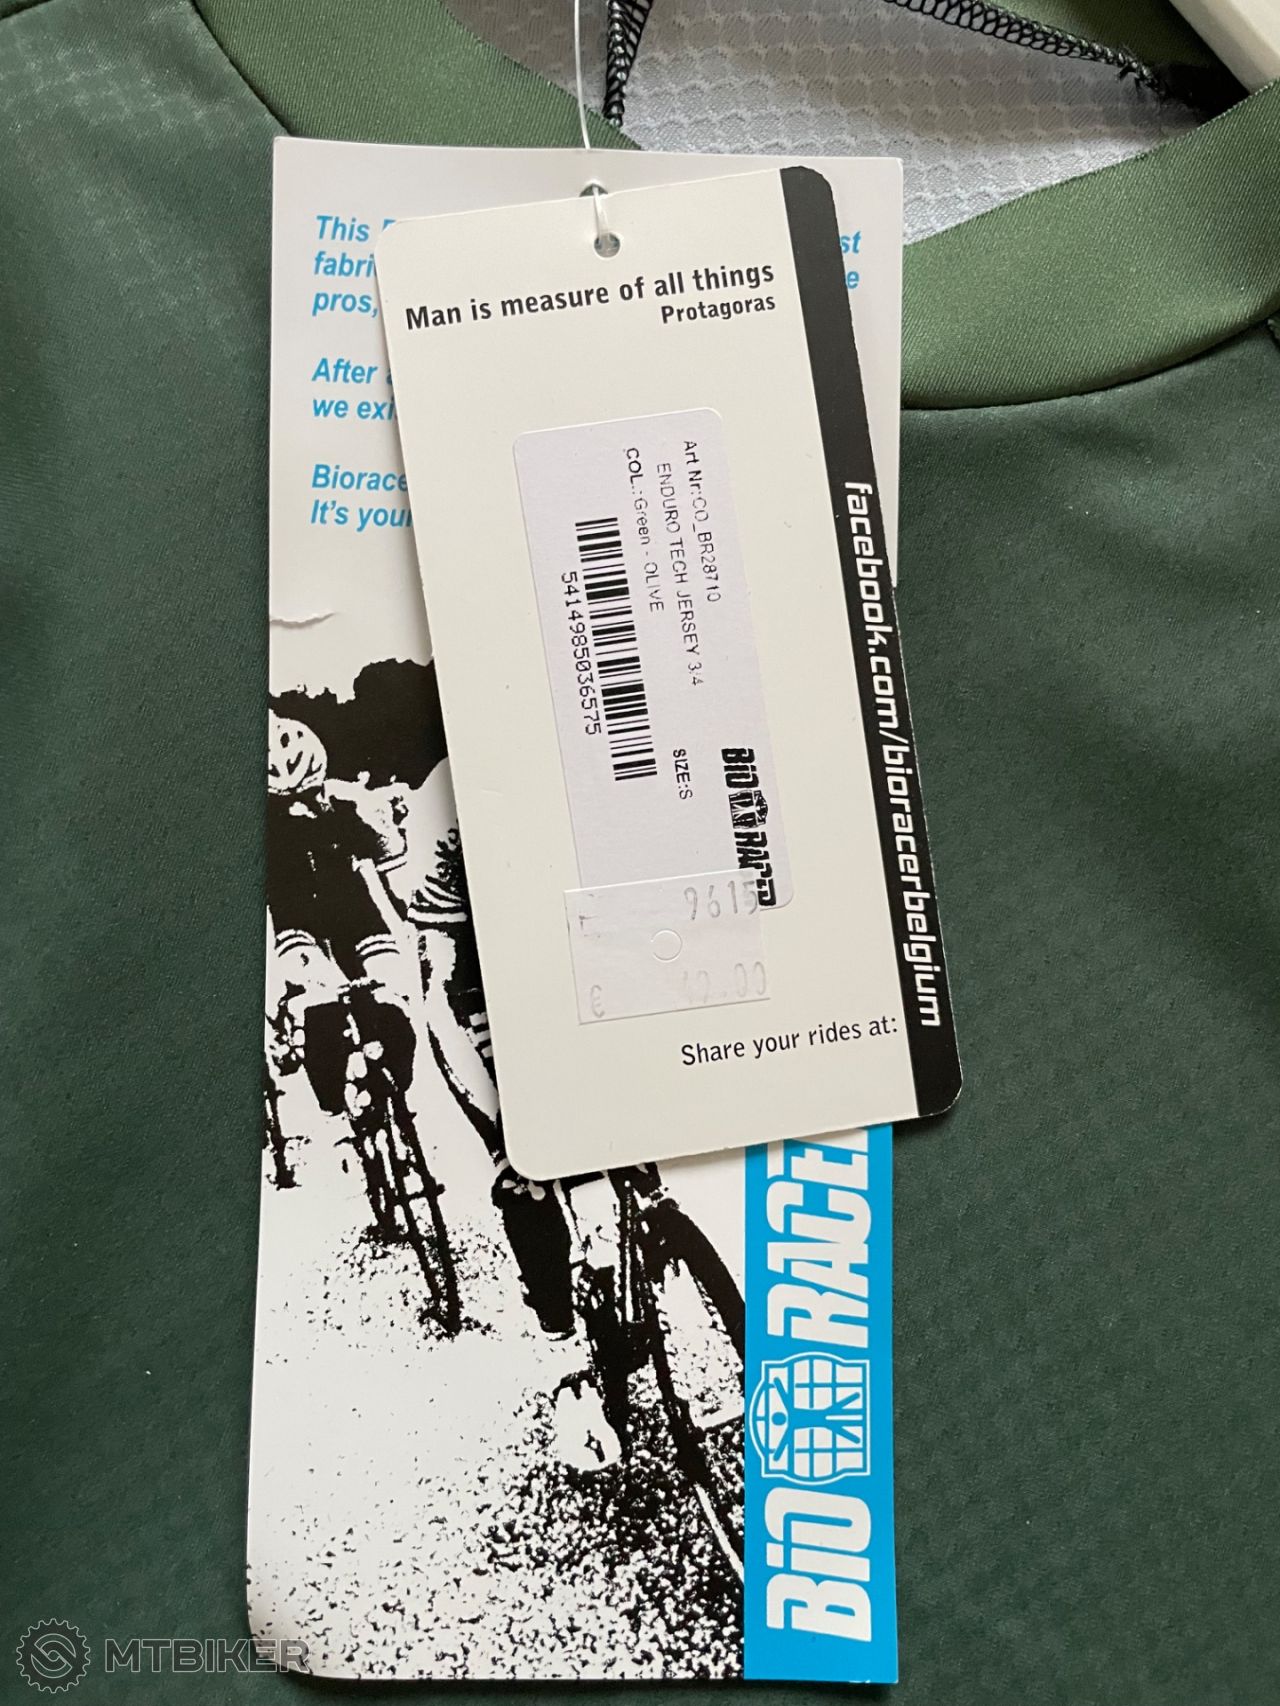 This
st
fabri
e
pros,
After
we exi
Biorace
It's your
Man is measure of all things
Protagoras
Art Nr:CO_BR28710
ENDURO TECH JERSEY 3/4
COL.:Green - OLIVE
SIZE:S
5414985036575
BIORACER
9615
€
facebook.com/bioracerbelgium
Share your rides at:
BIORACER
MTBIKER